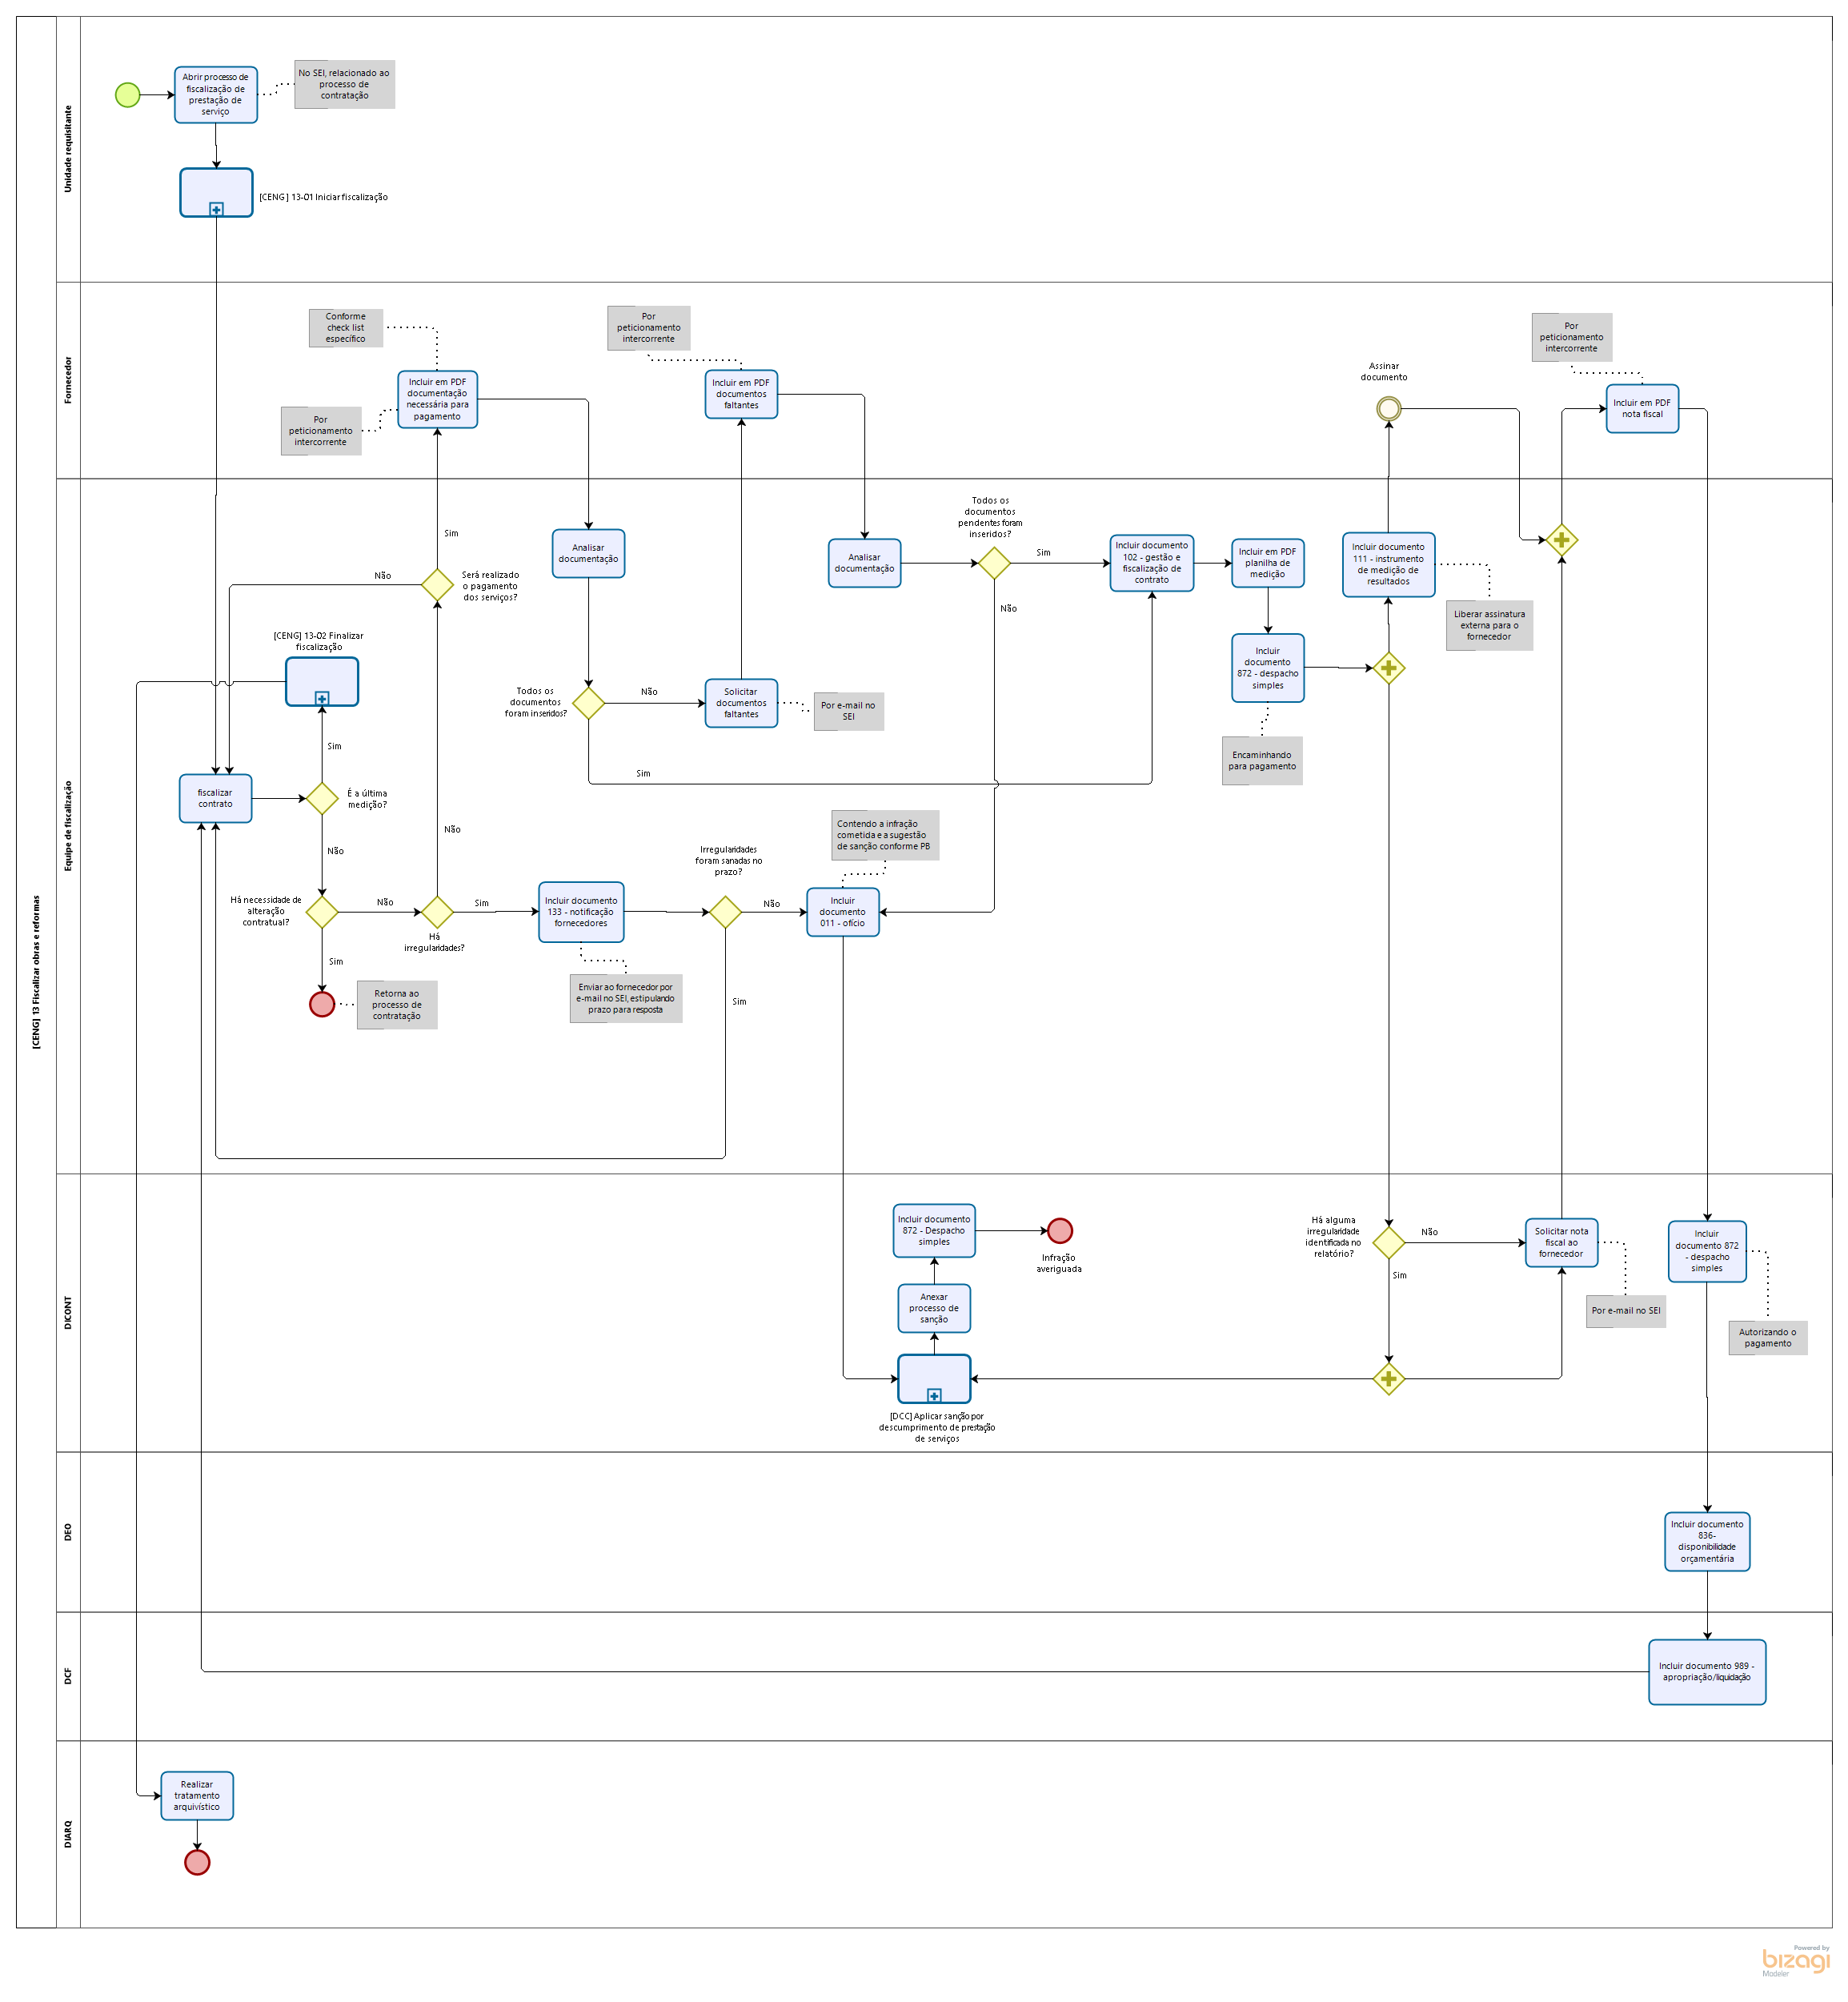 [CENG] 13 Fiscalizar obras e reformas
Unidade requisitante
Abrir processo de
fiscalização de
prestação de
serviço
No SEI, relacionado ao
processo de
contratação
[CENG ] 13-01 Iniciar fiscalização
Fornecedor
Conforme
check list
específico
Por
peticionamento
intercorrente
Incluir em PDF
documentação
necessária para
pagamento
Por
peticionamento
intercorrente
Incluir em PDF
documentos
faltantes
Assinar
documento
Por
peticionamento
intercorrente
Incluir em PDF
nota fiscal
Equipe de fiscalização
Sim
Não
Será realizado
o pagamento
dos serviços?
[CENG] 13-02 Finalizar
fiscalização
Sim
fiscalizar
contrato
É a última
medição?
Não
Há necessidade de
alteração
contratual?
Não
Sim
Retorna ao
processo de
contratação
Não
Há
irregularidades?
Sim
Incluir documento
133 - notificação
fornecedores
Enviar ao fornecedor por
e-mail no SEI, estipulando
prazo para resposta
Irregularidades
foram sanadas no
prazo?
Não
Sim
Contendo a infração
cometida e a sugestão
de sanção conforme PB
Incluir
documento
011 - ofício
Analisar
documentação
Todos os
documentos
foram inseridos?
Não
Sim
Solicitar
documentos
faltantes
Por e-mail no
SEI
Analisar
documentação
Todos os
documentos
pendentes foram
inseridos?
Sim
Não
Incluir documento
102 - gestão e
fiscalização de
contrato
Incluir em PDF
planilha de
medição
Incluir
documento
872 - despacho
simples
Encaminhando
para pagamento
Incluir documento
111 - instrumento
de medição de
resultados
Liberar assinatura
externa para o
fornecedor
DICONT
Incluir documento
872 - Despacho
simples
Infração
averiguada
Anexar
processo de
sanção
[DCC] Aplicar sanção por
descumprimento de prestação
de serviços
Há alguma
irregularidade
identificada no
relatório?
Não
Sim
Solicitar nota
fiscal ao
fornecedor
Por e-mail no SEI
Incluir
documento 872
- despacho
simples
Autorizando o
pagamento
DEO
Incluir documento
836-
disponibilidade
orçamentária
DCF
Incluir documento 989 -
apropriação/liquidação
DIARQ
Realizar
tratamento
arquivístico
Powered by
bizagi
Modeler